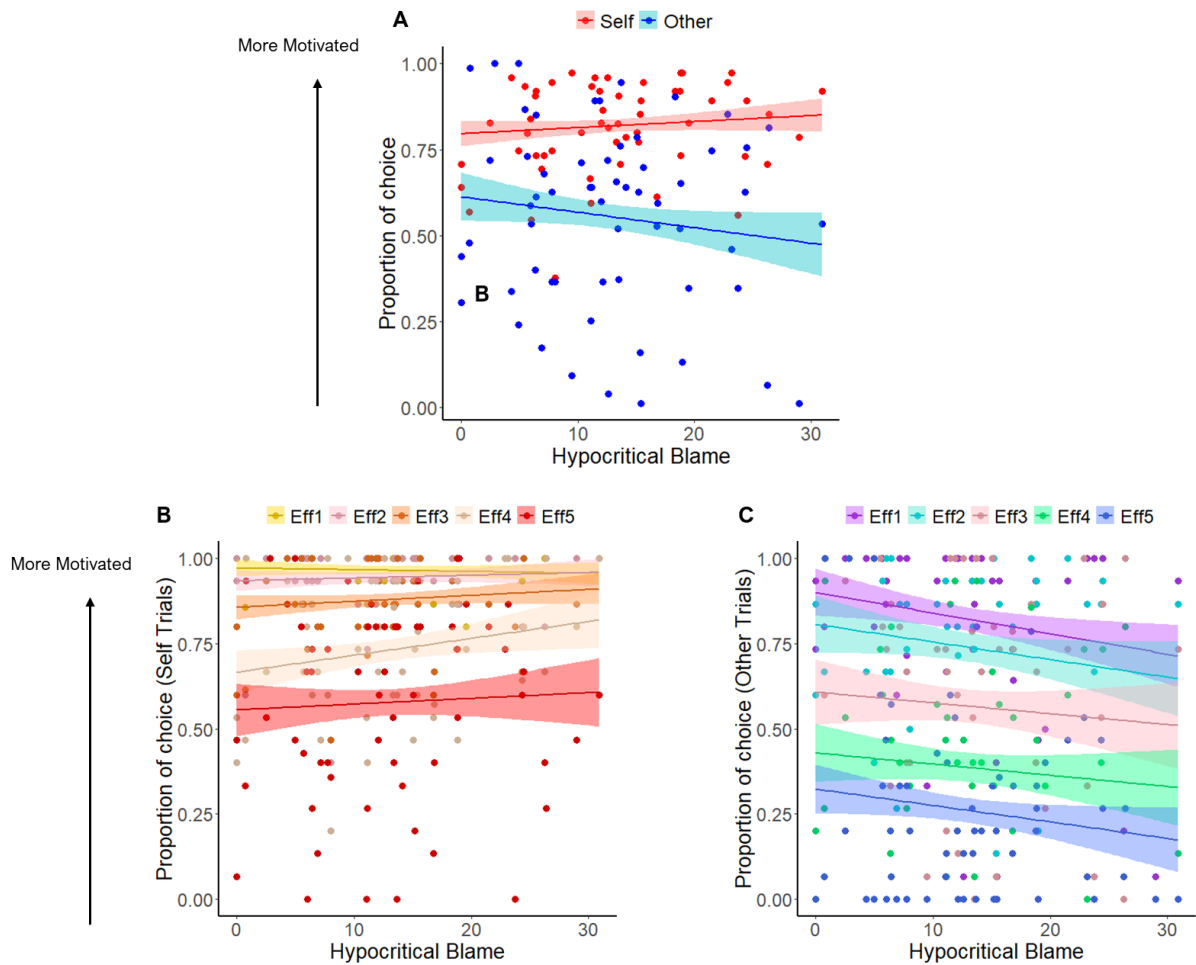 A
Self Other
More Motivated
Proportion of choice
1.00
0.75
0.50
0.25
0.00
B
0 10 20 30
Hypocritical Blame
B
Eff1 Eff2 Eff3 Eff4 Eff5
More Motivated
Proportion of choice (Self Trials)
1.00
0.75
0.50
0.25
0.00
0 10 20 30
Hypocritical Blame
C
Eff1 Eff2 Eff3 Eff4 Eff5
Proportion of choice (Other Trials)
1.00
0.75
0.50
0.25
0.00
0 10 20 30
Hypocritical Blame